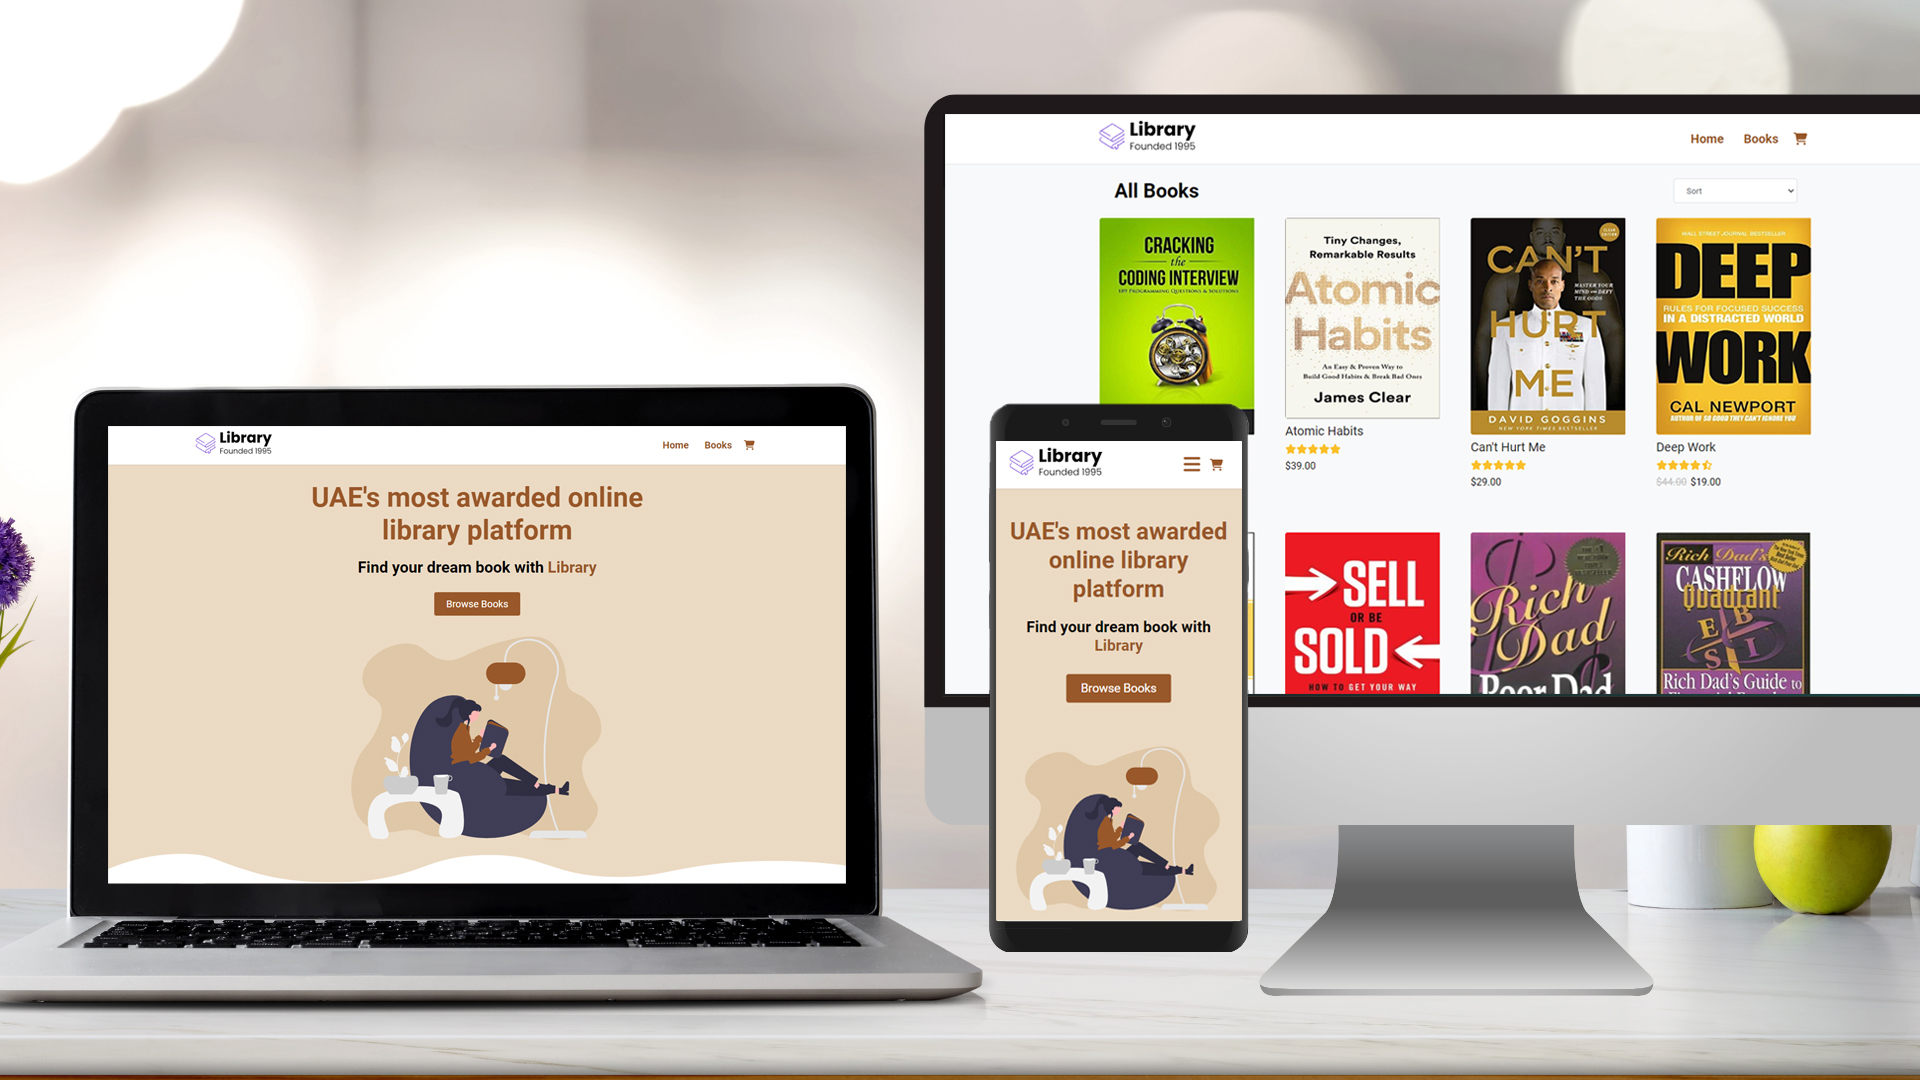 Library
Founded 1995
Home
Books
UAE's most awarded online
library platform
Find your dream book with Library
Browse Books
Library
Founded 1995
UAE's most awarded
online library
platform
Find your dream book with
Library
Browse Books
Library
Founded 1995
Home
Books
All Books
Sort
CRACKING
the
CODING INTERVIEW
189 PROGRAMMING QUESTIONS & SOLUTIONS
Tiny Changes,
Remarkable Results
Atomic
Habits
An Easy & Proven Way to
Build Good Habits & Break Bad Ones
James Clear
Atomic Habits
$39.00
CAN'T
MASTER YOUR
MIND AND DEFY
THE ODDS
HURT
ME
DAVID GOGGINS
NEW YORK TIMES BESTSELLER
Can't Hurt Me
$29.00
WALL STREET JOURNAL BESTSELLER
DEEP
RULES FOR FOCUSED SUCCESS
IN A DISTRACTED WORLD
WORK
CAL NEWPORT
AUTHOR OF SO GOOD THEY CAN'T IGNORE YOU
Deep Work
$44.00 $19.00
SELL
OR BE
SOLD
HOW TO GET YOUR WAY
Rich
Dad
Poor Dad
Rich Dad's
CASHFLOW
Quadrant
E B
S I
Rich Dad's Guide to